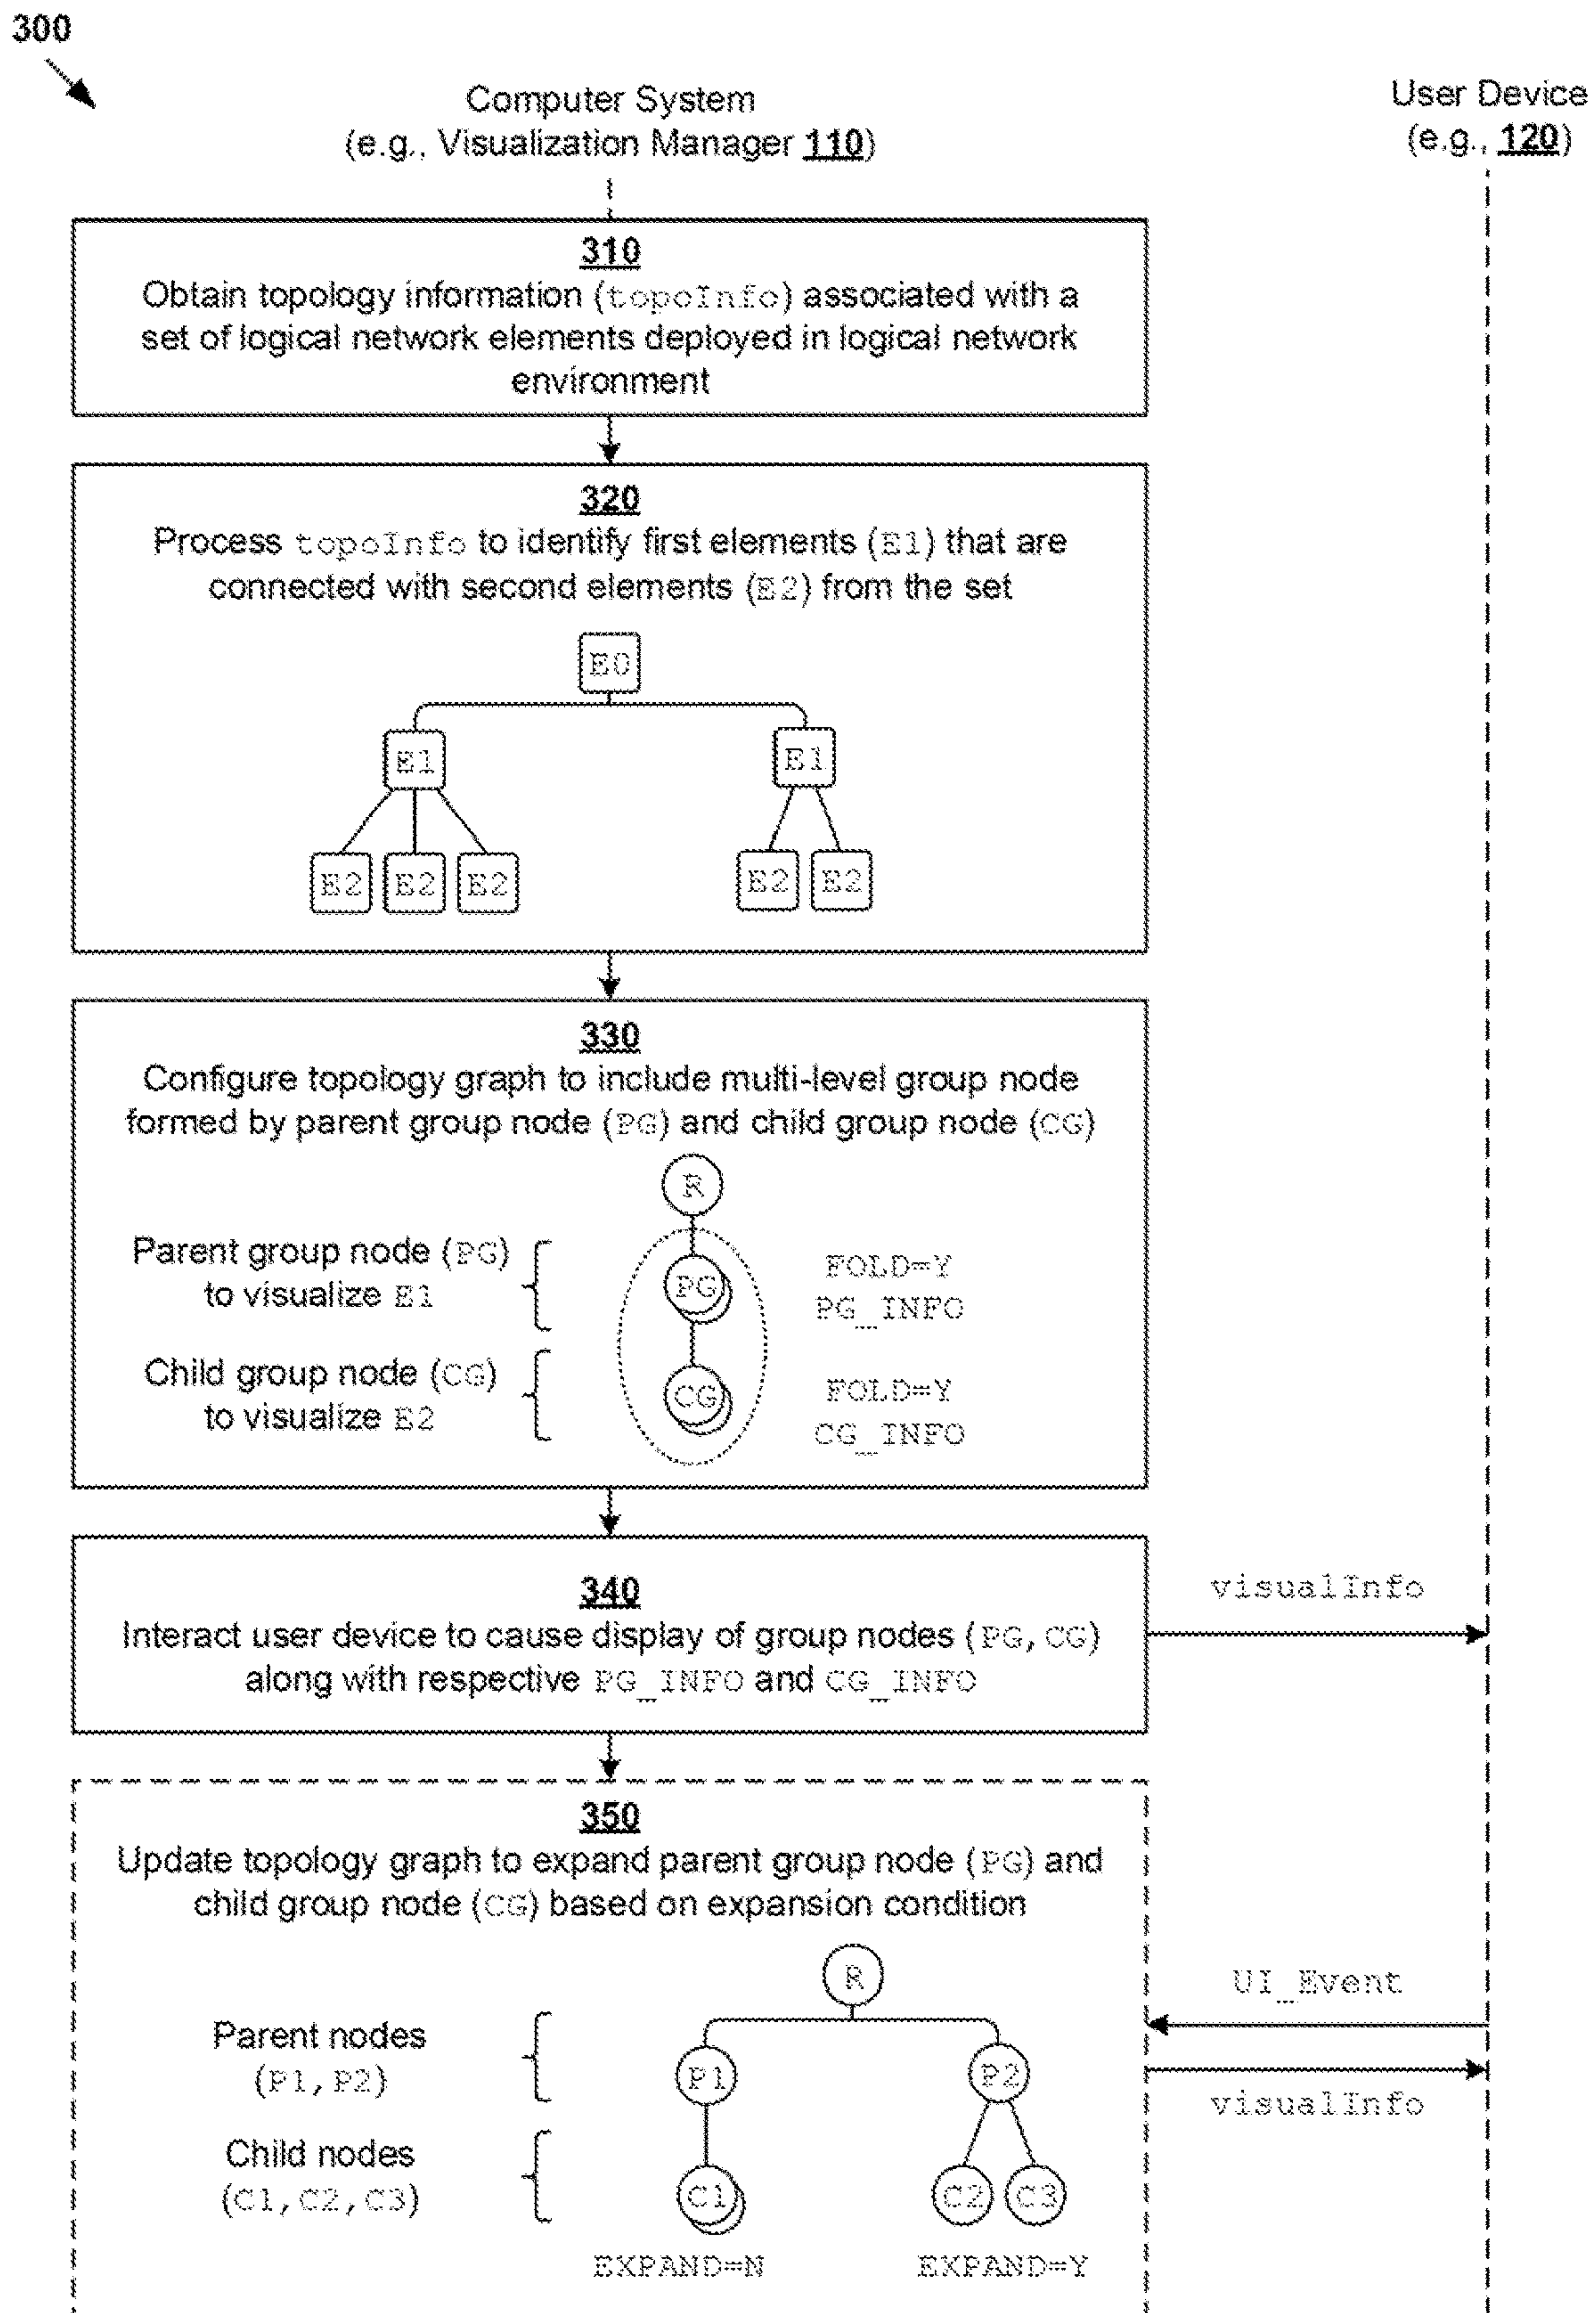 300
Computer System
(e.g., Visualization Manager 110)
User Device
(e.g., 120)
310
Obtain topology information (topoInfo) associated with a
set of logical network elements deployed in logical network
environment
320
Process topoInfo to identify first elements (E1) that are
connected with second elements (E2) from the set
E0
E1 E1
E2 E2 E2 E2 E2
330
Configure topology graph to include multi-level group node
formed by parent group node (PG) and child group node (CG)
R
Parent group node (PG)
to visualize E1
PG
FOLD=Y
PG_INFO
Child group node (CG)
to visualize E2
CG
FOLD=Y
CG_INFO
340
Interact user device to cause display of group nodes (PG, CG)
along with respective PG_INFO and CG_INFO
visualInfo
350
Update topology graph to expand parent group node (PG) and
child group node (CG) based on expansion condition
R
UI_Event
Parent nodes
(P1, P2)
P1 P2
visualInfo
Child nodes
(C1, C2, C3)
C1 C2 C3
EXPAND=N EXPAND=Y